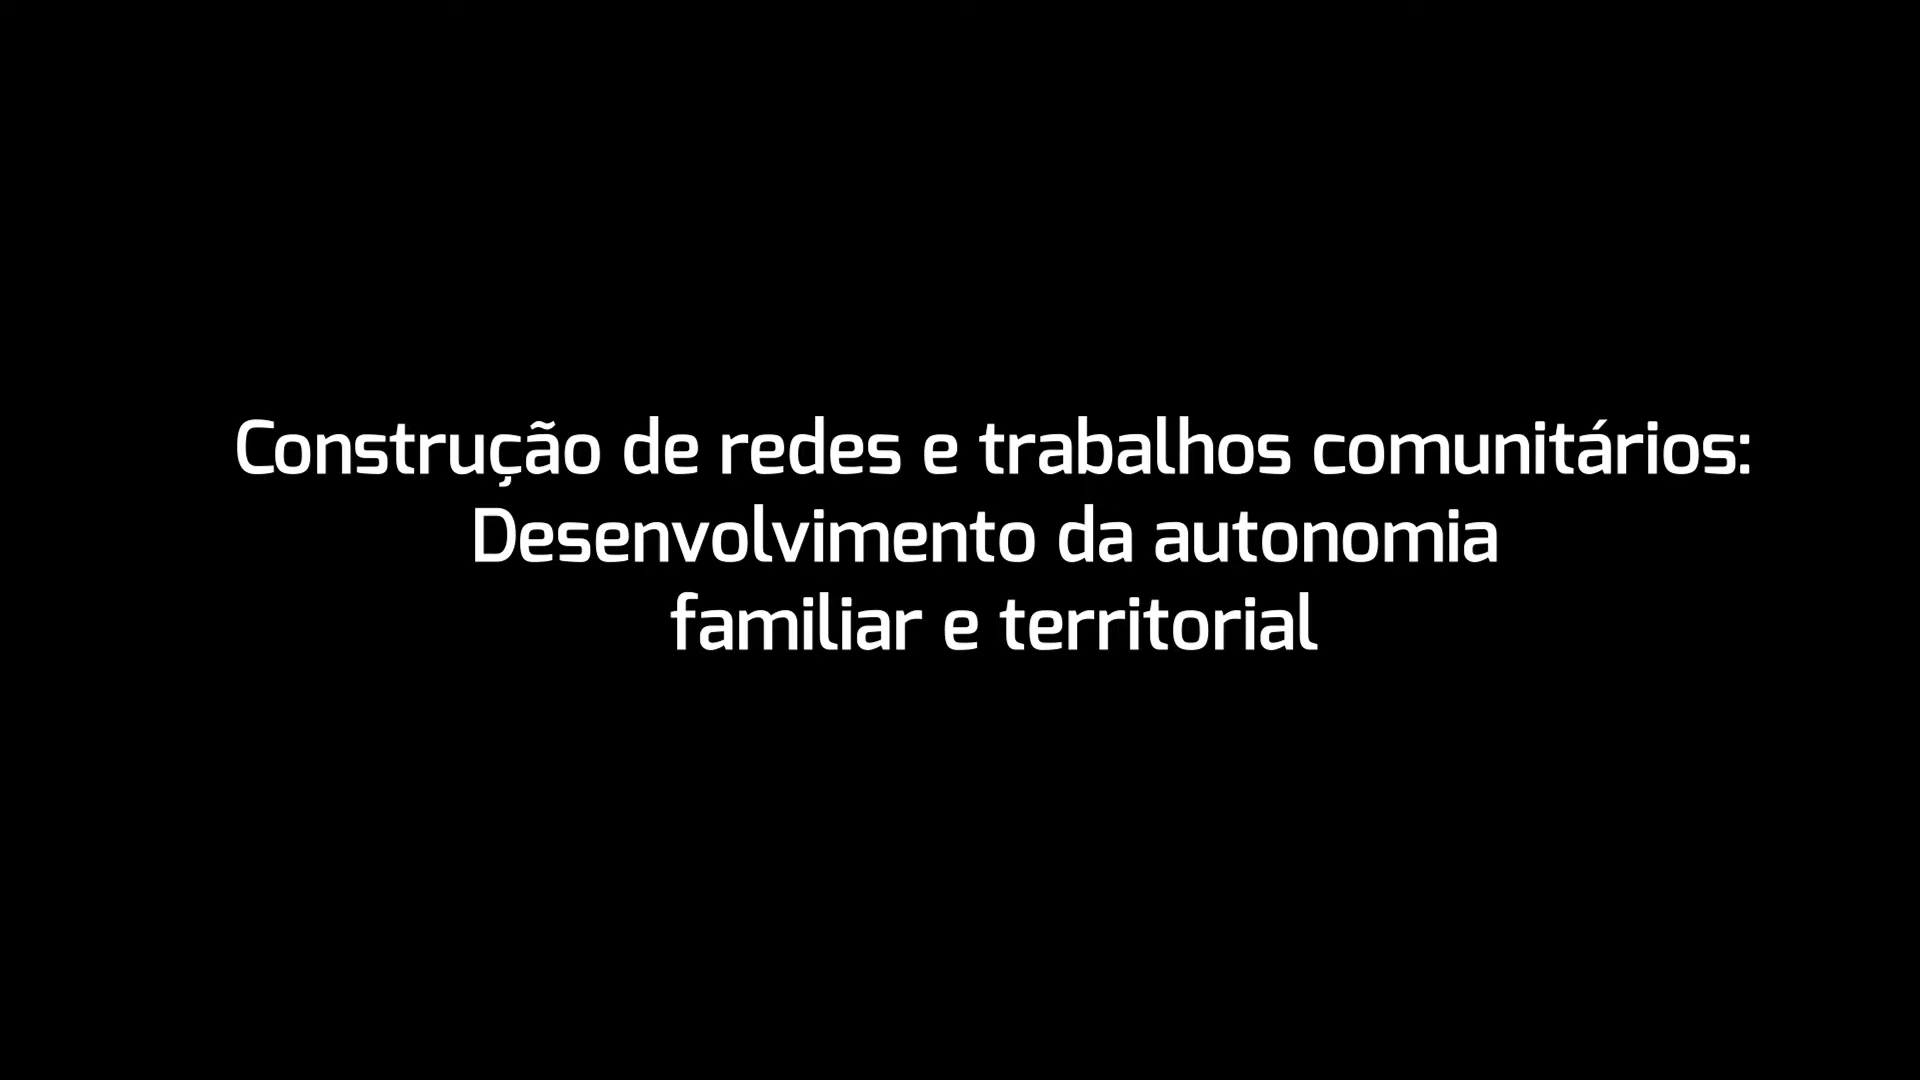 Construção de redes e trabalhos comunitários:
Desenvolvimento da autonomia
familiar e territorial